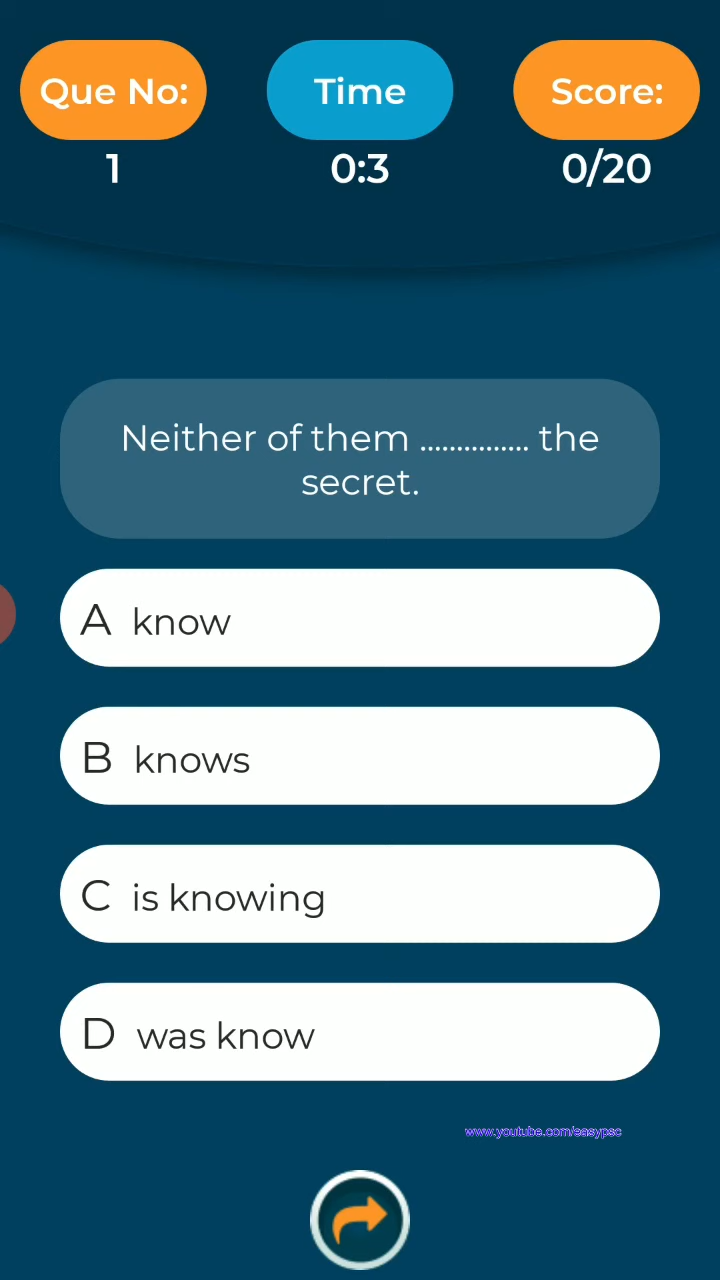 Que No:
Time
Score:
1
0:3
0/20
Neither of them ............... the
secret.
A know
B knows
C is knowing
D was know
www.youtube.com/easypsc